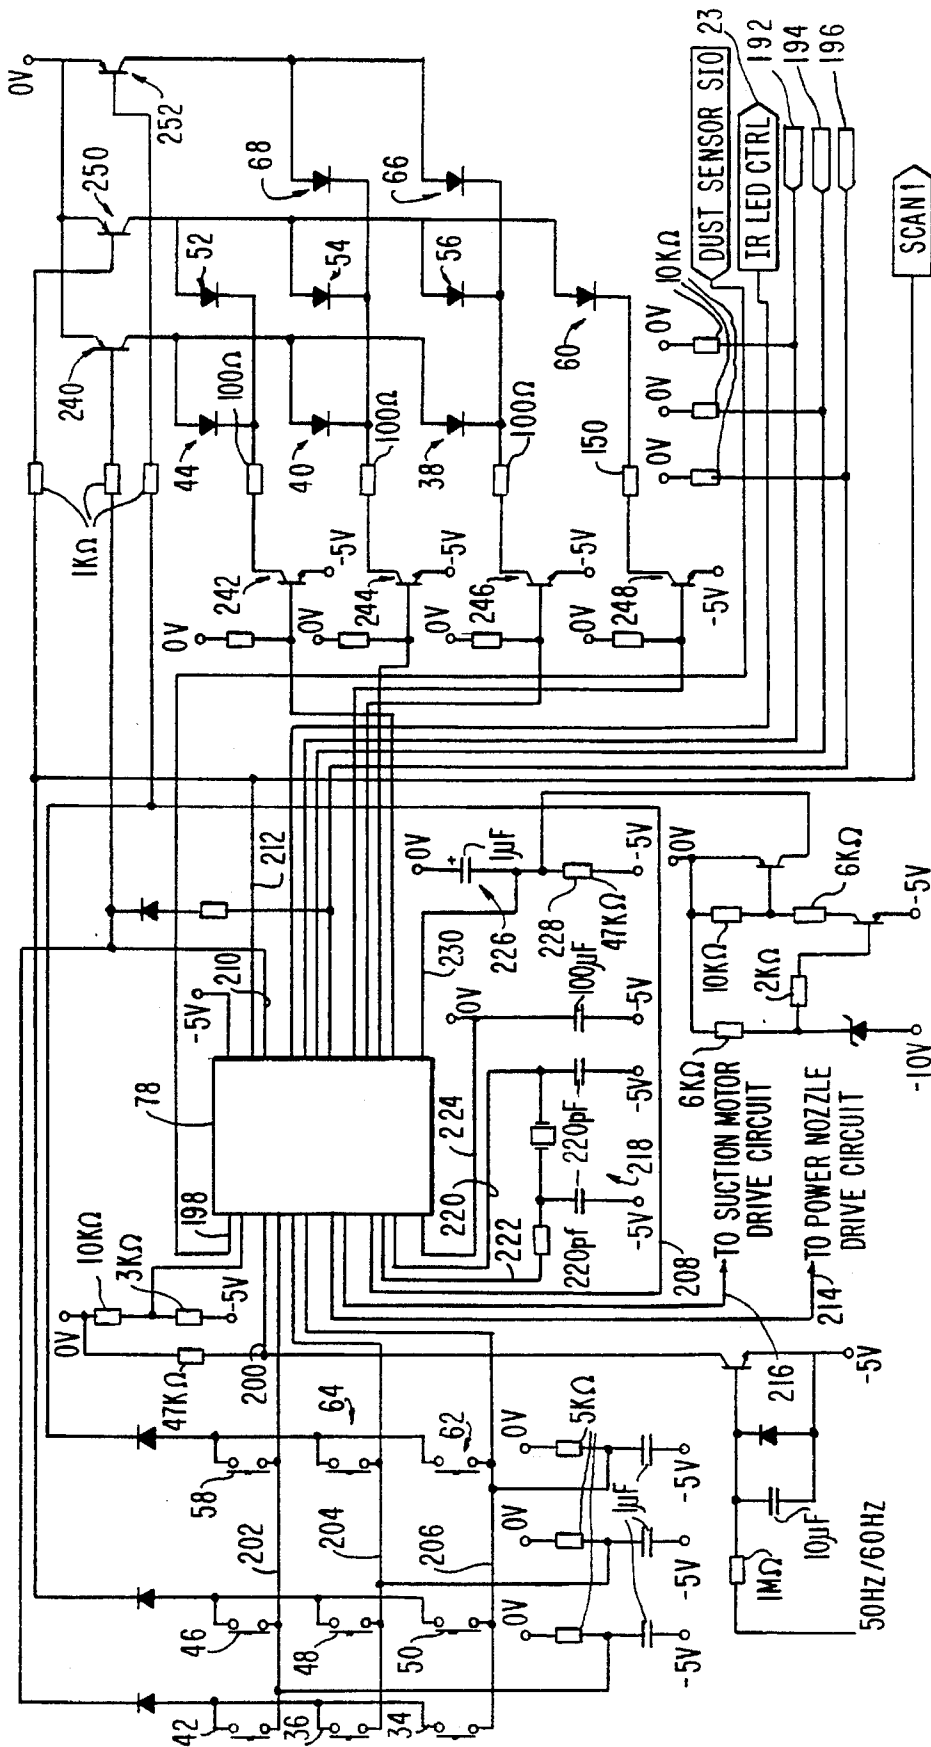 0V
252
250
240
1KΩ
68
66
52
54
56
44
100Ω
40
100Ω
38
100Ω
60
150
DUST SENSOR SI0
23
IR LED CTRL
192
194
196
10KΩ
0V
0V
0V
SCAN1
0V
242
-5V
0V
244
-5V
0V
246
-5V
0V
248
-5V
212
210
-5V
78
198
10KΩ
3KΩ
0V
-5V
47KΩ
200
230
0V
1µF
226
228
47KΩ
-5V
0V
100µF
-5V
224
220
220pF
-5V
222
220pf
-5V
218
208
0V
10KΩ
6KΩ
2KΩ
-5V
6KΩ
-10V
TO SUCTION MOTOR
DRIVE CIRCUIT
TO POWER NOZZLE
DRIVE CIRCUIT
214
216
-5V
64
62
58
202
204
206
46
48
50
42
36
34
0V
5KΩ
0V
0V
1µF
-5V
-5V
-5V
10µF
1MΩ
50Hz/60Hz